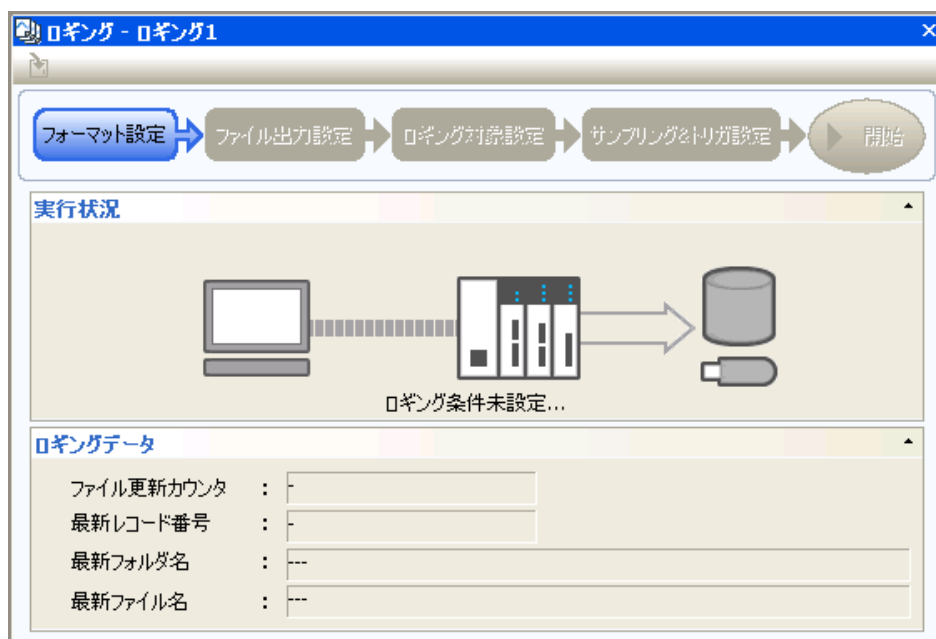 ロギング - ロギング1
フォーマット設定 ファイル出力設定 ロギング対象設定 サンプリング&トリガ設定 開始
実行状況
ロギング条件未設定...
ロギングデータ
ファイル更新カウンタ : -
最新レコード番号 : -
最新フォルダ名 : ---
最新ファイル名 : ---